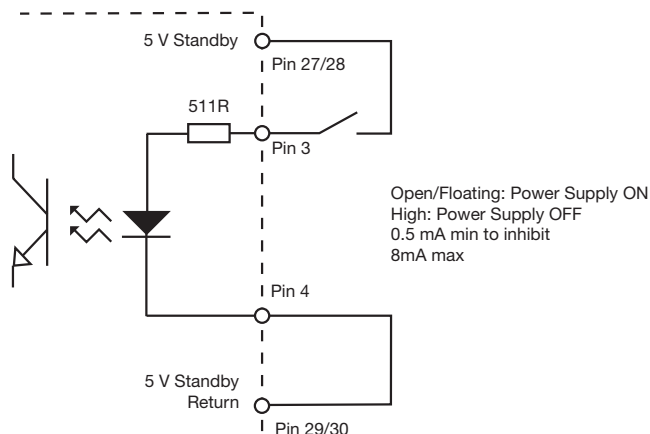 5 V Standby
Pin 27/28
511R
Pin 3
Open/Floating: Power Supply ON
High: Power Supply OFF
0.5 mA min to inhibit
8mA max
Pin 4
5 V Standby
Return
Pin 29/30